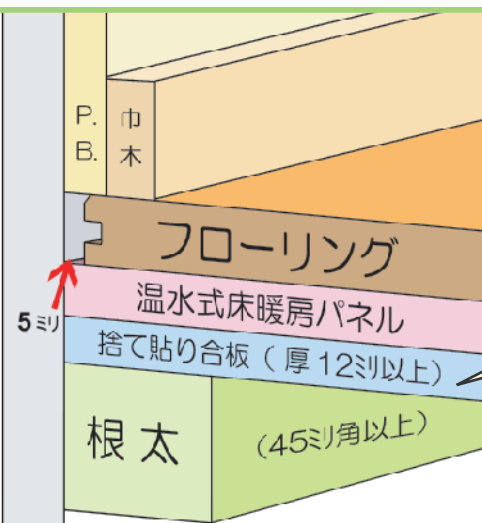 P.
B.
巾
木
フローリング
5ミリ
温水式床暖房パネル
捨て貼り合板（厚12ミリ以上）
根太
（45ミリ角以上）